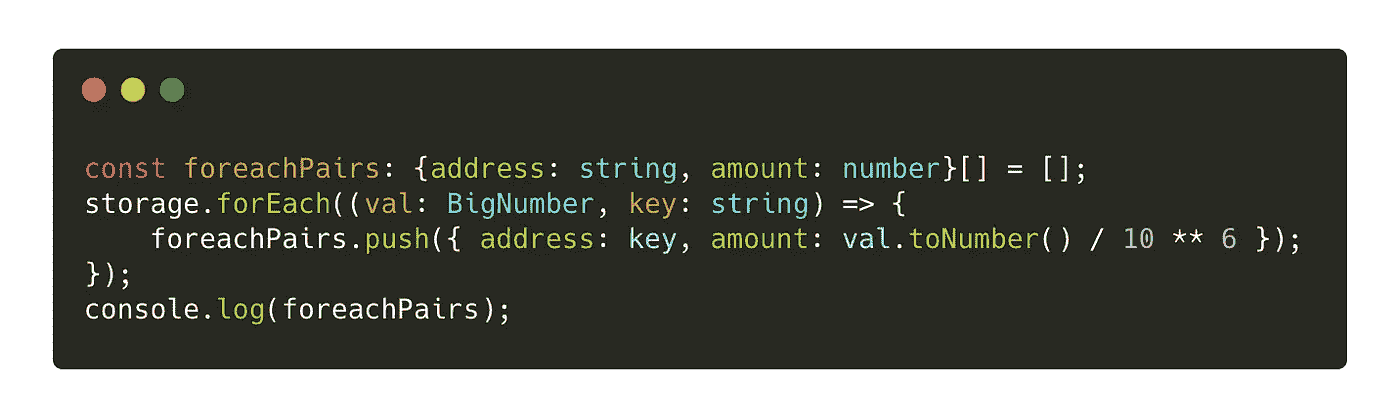 const foreachPairs: {address: string, amount: number}[] = [];
storage.forEach((val: BigNumber, key: string) => {
    foreachPairs.push({ address: key, amount: val.toNumber() / 10 ** 6 });
});
console.log(foreachPairs);